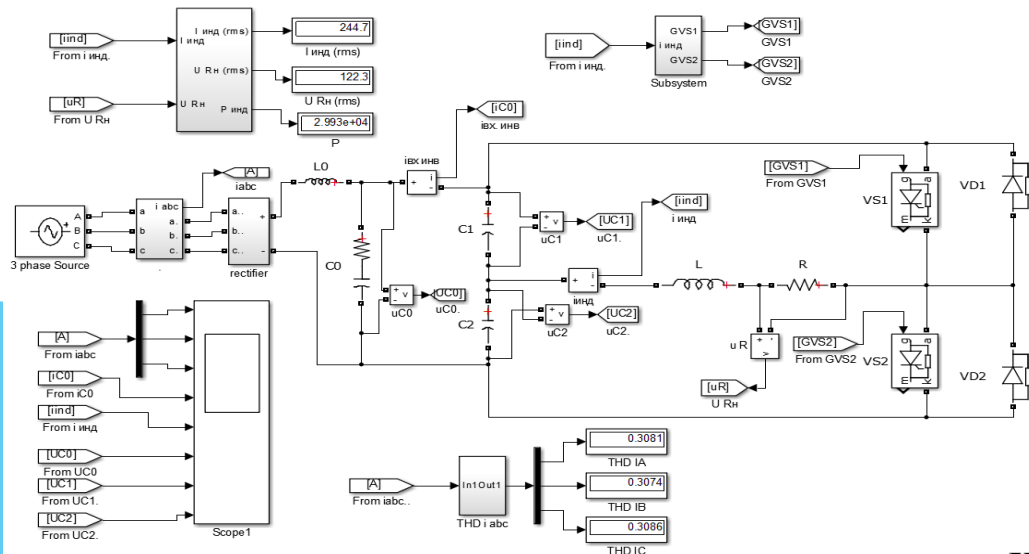 [iind]
From i инд.
[uR]
From U Rн
I инд
U Rн
I инд (rms)
U Rн (rms)
P инд
244.7
I инд (rms)
122.3
U Rн (rms)
2.993e+04
P
[iind]
From i инд.
i инд
GVS1
GVS2
Subsystem
[GVS1]
GVS1
[GVS2]
GVS2
[iC0]
iвх. инв
iвх инв
+
-
i
[A]
iabc
L0
A
B
C
3 phase Source
a
b
c
i abc
a.
b.
c.
.
a..
b..
c..
+
-
rectifier
C0
+
-
v
uC0
[UC0]
uC0.
C1
+
-
v
uC1
[UC1]
uC1.
[iind]
i инд
+
-
i
iинд
C2
+
-
v
uC2
[UC2]
uC2.
L
R
+
-
v
u R
[uR]
U Rн
[GVS1]
From GVS1
g
a
m
k
VS1
VD1
[GVS2]
From GVS2
g
a
m
k
VS2
VD2
[A]
From iabc
[iC0]
From iC0
[iind]
From i инд
[UC0]
From UC0
[UC1]
From UC1.
[UC2]
From UC2.
Scope1
[A]
From iabc..
In1
Out1
THD i abc
0.3081
THD IA
0.3074
THD IB
0.3086
THD IC